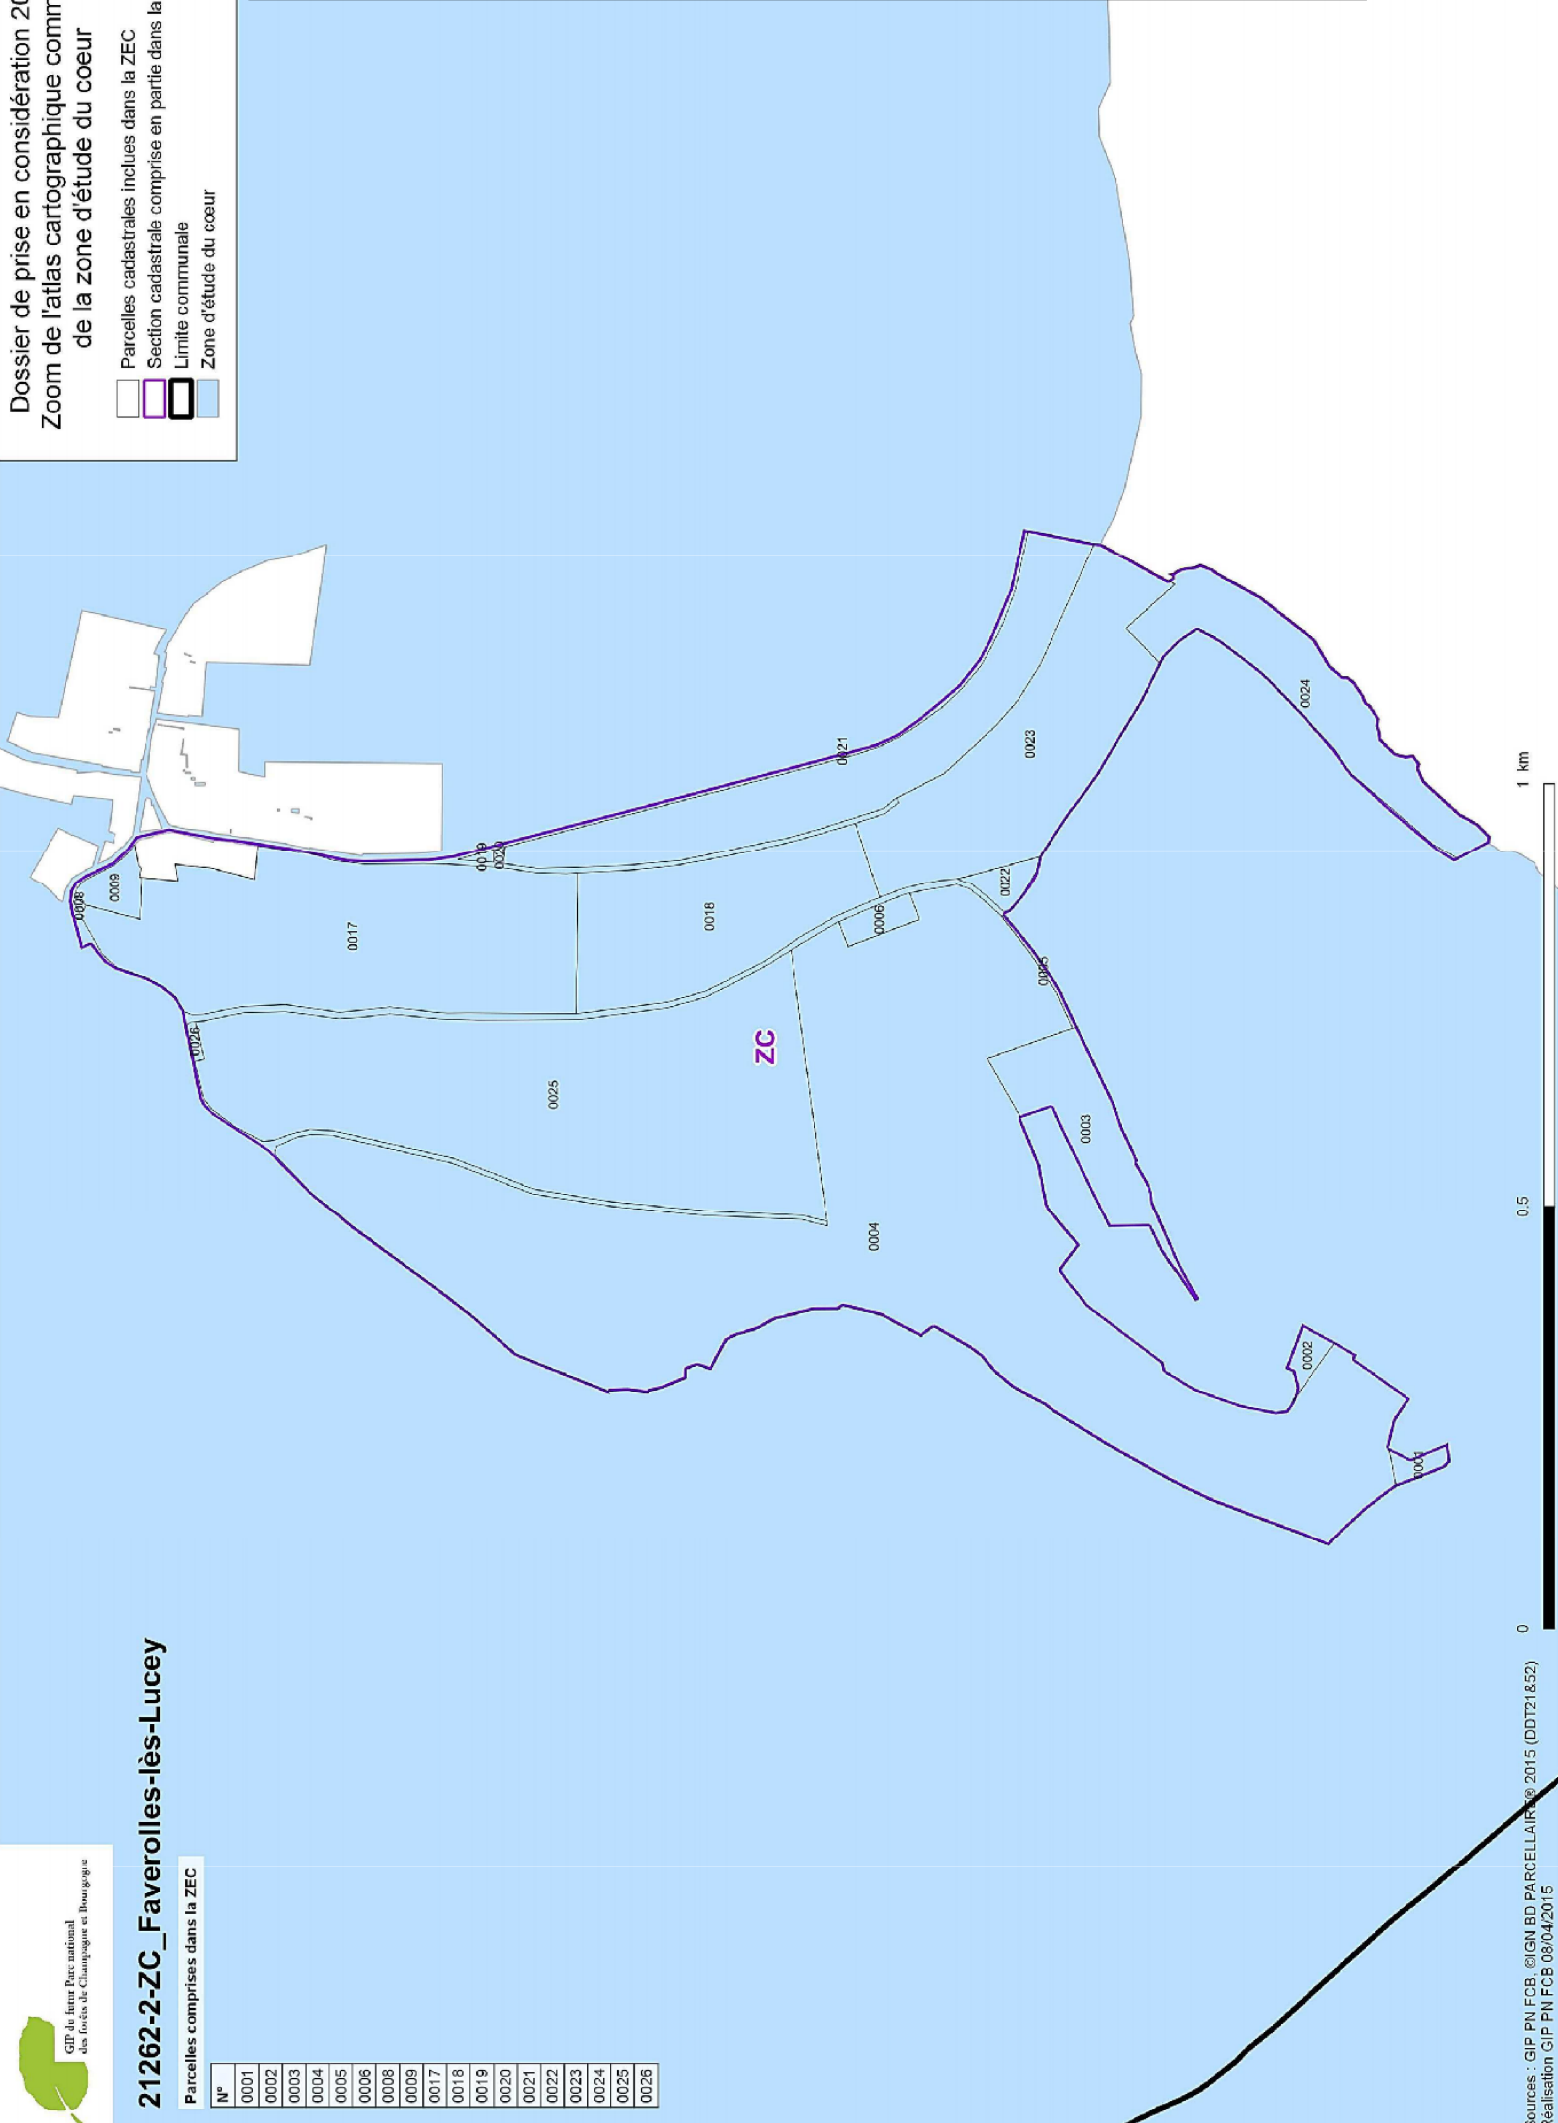 GIP du futur Parc national
des forêts de Champagne et Bourgogne
21262-2-ZC_Faverolles-lès-Lucey
Parcelles comprises dans la ZEC
N°
0001
0002
0003
0004
0005
0006
0008
0009
0017
0018
0019
0020
0021
0022
0023
0024
0025
0026
Dossier de prise en considération
Zoom de l'atlas cartographique
de la zone d'étude du coeur
Parcelles cadastrales inclues dans la ZEC
Section cadastrale comprise en partie dans la
Limite communale
Zone d'étude du cœur
0008
0009
0017
0026
0019
0020
0025
0018
0021
ZC
0006
0004
0022
0023
0005
0003
0024
0002
0001
0
0,5
1 km
Sources : GIP PN FCB, ©IGN BD PARCELLAIRE® 2015 (DDT21&52)
Réalisation GIP PN FCB 08/04/2015